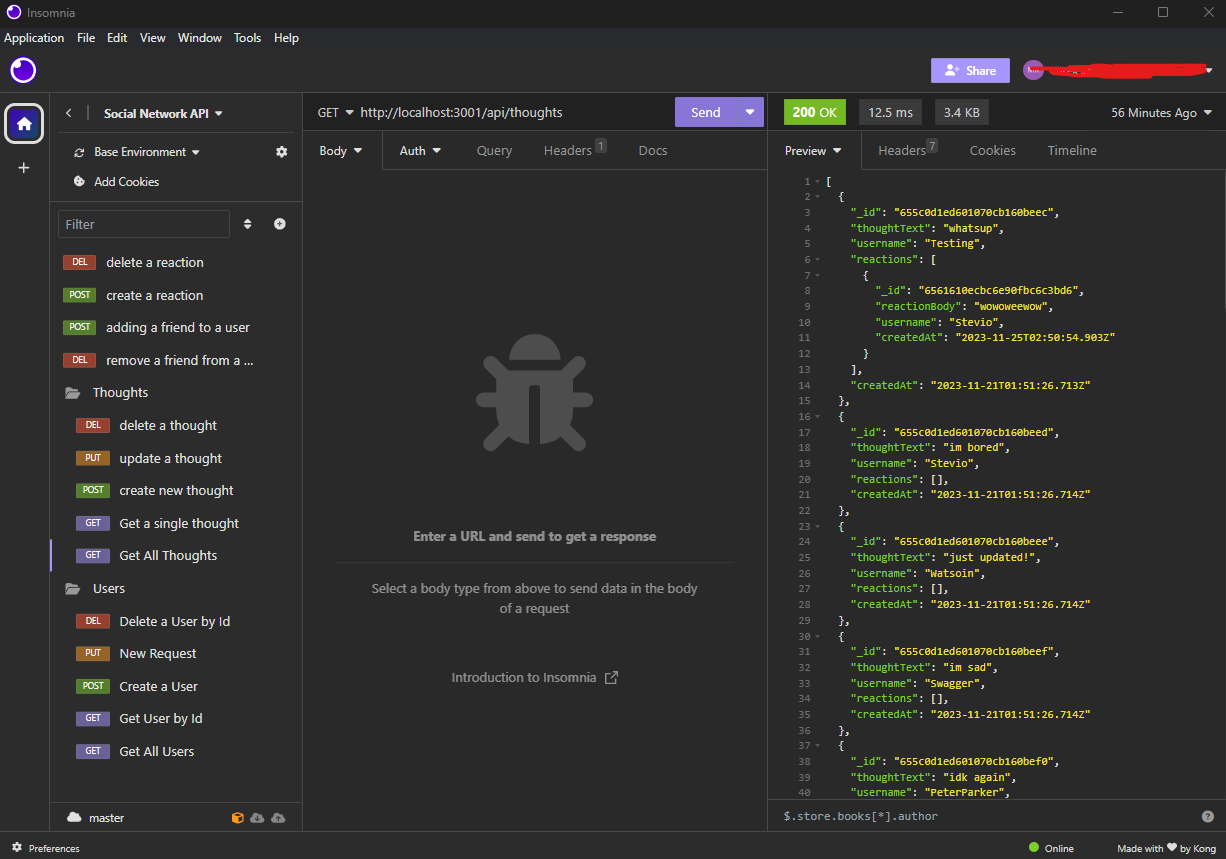 Insomnia
Application File Edit View Window Tools Help
Share
Social Network API
Base Environment
Add Cookies
Filter
DEL delete a reaction
POST create a reaction
POST adding a friend to a user
DEL remove a friend from a ...
Thoughts
DEL delete a thought
PUT update a thought
POST create new thought
GET Get a single thought
GET Get All Thoughts
Users
DEL Delete a User by Id
PUT New Request
POST Create a User
GET Get User by Id
GET Get All Users
master
GET http://localhost:3001/api/thoughts Send
Body Auth Query Headers 1 Docs
Enter a URL and send to get a response
Select a body type from above to send data in the body
of a request
Introduction to Insomnia
200 OK 12.5 ms 3.4 KB 56 Minutes Ago
Preview Headers 7 Cookies Timeline
1 [
2 {
3 "_id": "655c0d1ed601070cb160beec",
4 "thoughtText": "whatsup",
5 "username": "Testing",
6 "reactions": [
7 {
8 "_id": "6561610ecbc6e90fbc6c3bd6",
9 "reactionBody": "wowoweewow",
10 "username": "Stevio",
11 "createdAt": "2023-11-25T02:50:54.903Z"
12 }
13 ],
14 "createdAt": "2023-11-21T01:51:26.713Z"
15 },
16 {
17 "_id": "655c0d1ed601070cb160beed",
18 "thoughtText": "im bored",
19 "username": "Stevio",
20 "reactions": [],
21 "createdAt": "2023-11-21T01:51:26.714Z"
22 },
23 {
24 "_id": "655c0d1ed601070cb160beee",
25 "thoughtText": "just updated!",
26 "username": "Watsoin",
27 "reactions": [],
28 "createdAt": "2023-11-21T01:51:26.714Z"
29 },
30 {
31 "_id": "655c0d1ed601070cb160beef",
32 "thoughtText": "im sad",
33 "username": "Swagger",
34 "reactions": [],
35 "createdAt": "2023-11-21T01:51:26.714Z"
36 },
37 {
38 "_id": "655c0d1ed601070cb160bef0",
39 "thoughtText": "idk again",
40 "username": "PeterParker",
$.store.books[*].author
Preferences
Online
Made with ♥ by Kong